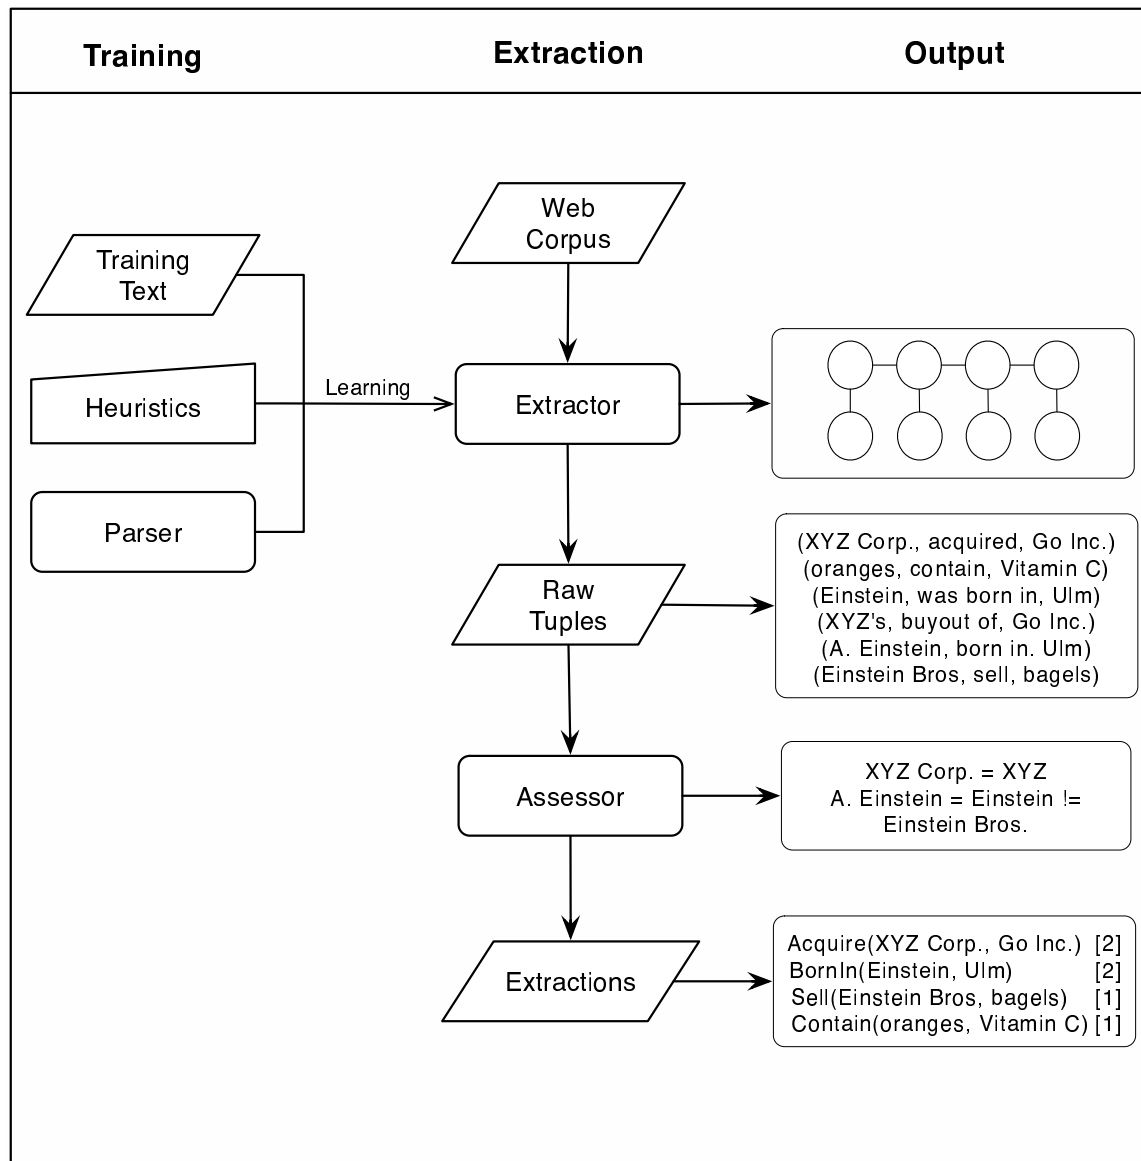 Training
Extraction
Output
Web
Corpus
Training
Text
Heuristics
Learning
Extractor
Parser
Raw
Tuples
(XYZ Corp., acquired, Go Inc.)
(oranges, contain, Vitamin C)
(Einstein, was born in, Ulm)
(XYZ's, buyout of, Go Inc.)
(A. Einstein, born in. Ulm)
(Einstein Bros, sell, bagels)
Assessor
XYZ Corp. = XYZ
A. Einstein = Einstein !=
Einstein Bros.
Extractions
Acquire(XYZ Corp., Go Inc.) [2]
BornIn(Einstein, Ulm) [2]
Sell(Einstein Bros, bagels) [1]
Contain(oranges, Vitamin C) [1]